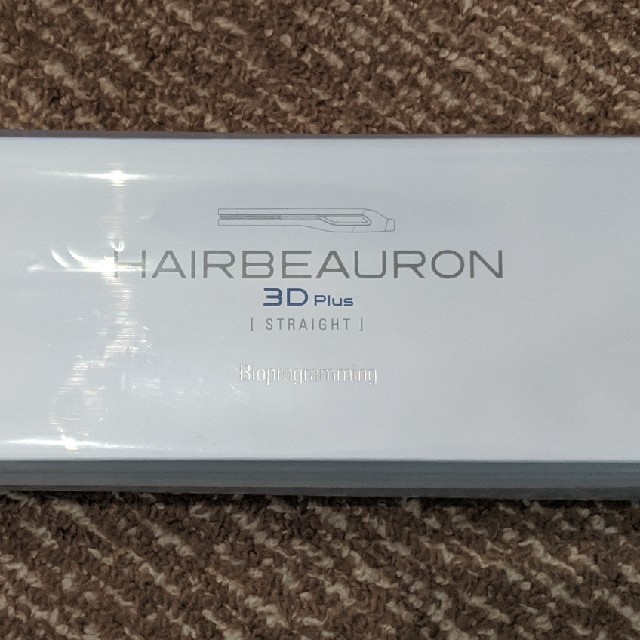 HAIRBEAURON
3D Plus
[ STRAIGHT ]
Bioprogramming